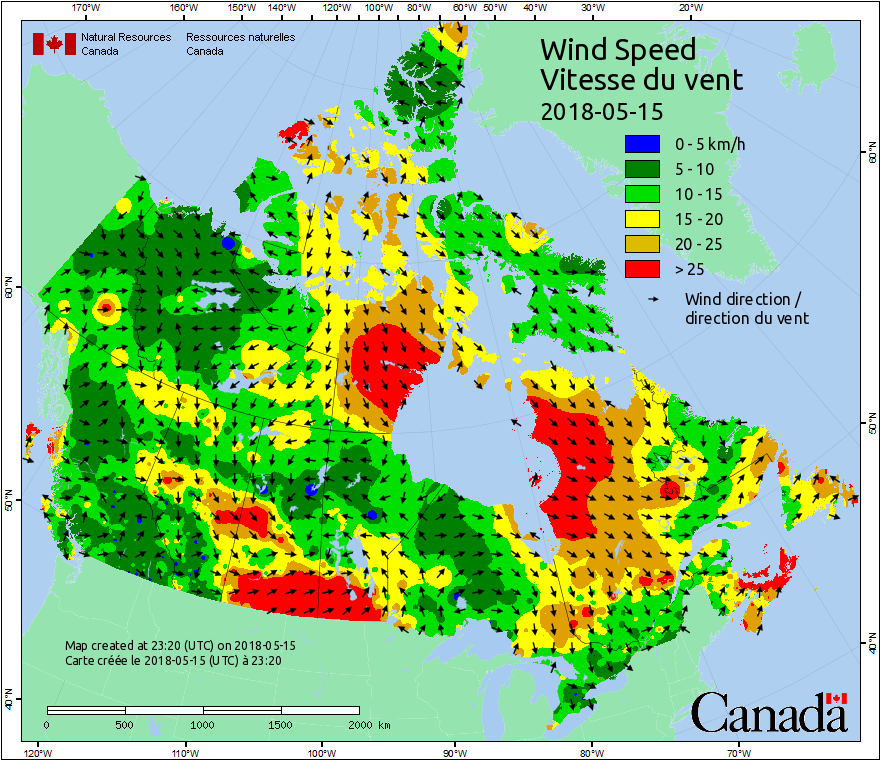 170°W 160°W 150°W 140°W 120°W 100°W 80°W 60°W 50°W 40°W 30°W 20°W
Natural Resources Canada
Ressources naturelles Canada
Wind Speed
Vitesse du vent
2018-05-15
0 - 5 km/h
5 - 10
10 - 15
15 - 20
20 - 25
> 25
Wind direction /
direction du vent
60°N
50°N
40°N
60°N
50°N
40°N
Map created at 23:20 (UTC) on 2018-05-15
Carte créée le 2018-05-15 (UTC) à 23:20
0 500 1000 1500 2000 km
Canada
120°W 110°W 100°W 90°W 80°W 70°W